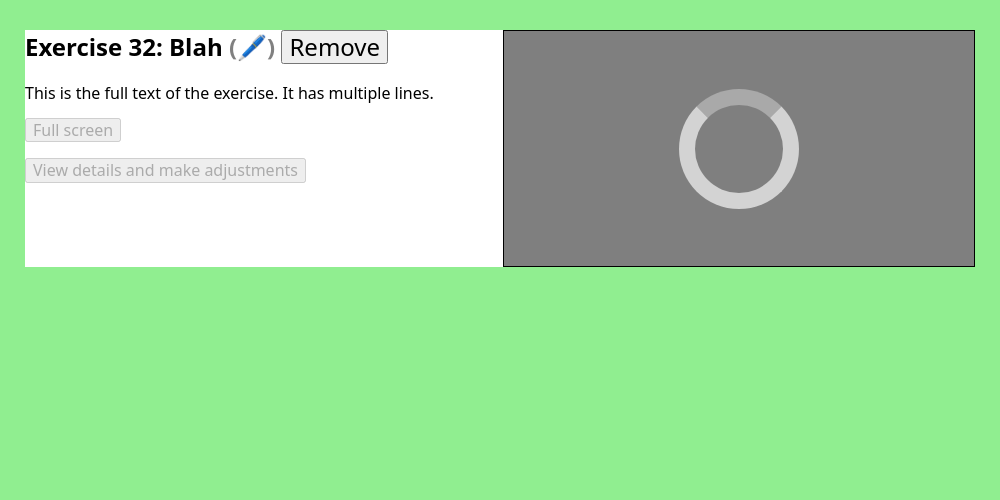 Exercise 32: Blah (🖊️) Remove
This is the full text of the exercise. It has multiple lines.
Full screen
View details and make adjustments